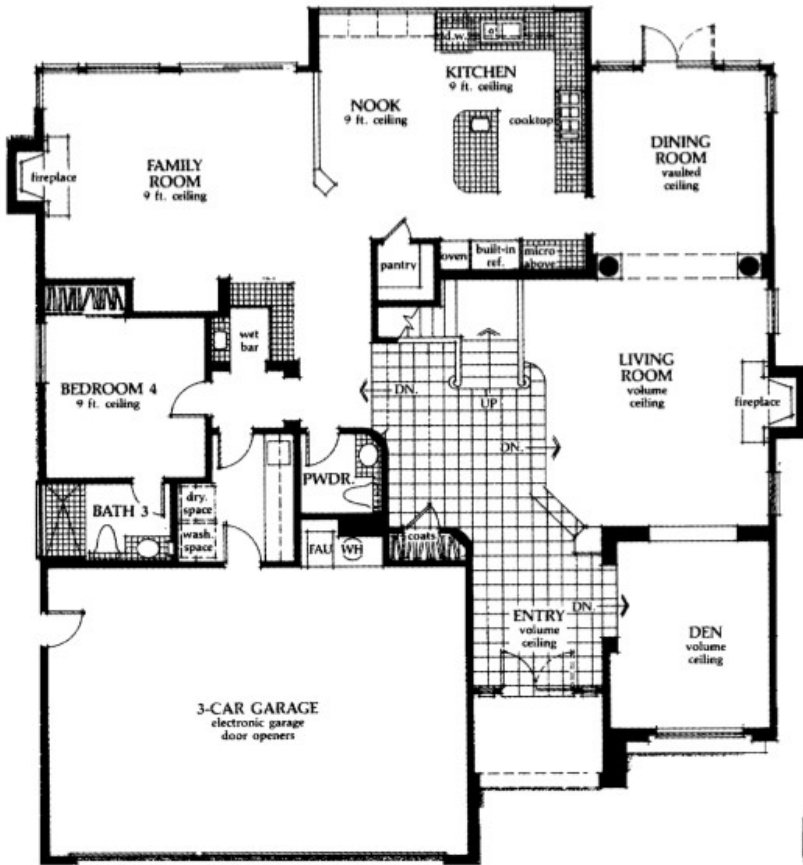 d.w.
KITCHEN
9 ft. ceiling
NOOK
9 ft. ceiling
cooktop
DINING
ROOM
vaulted
ceiling
FAMILY
ROOM
9 ft. ceiling
fireplace
pantry
oven
built-in
ref.
micro
above
wet
bar
BEDROOM 4
9 ft. ceiling
DN.
UP
LIVING
ROOM
volume
ceiling
fireplace
DN.
PWDR.
BATH 3
dry.
space
wash.
space
FAU
WH
coats
ENTRY
volume
ceiling
DN.
DEN
volume
ceiling
3-CAR GARAGE
electronic garage
door openers